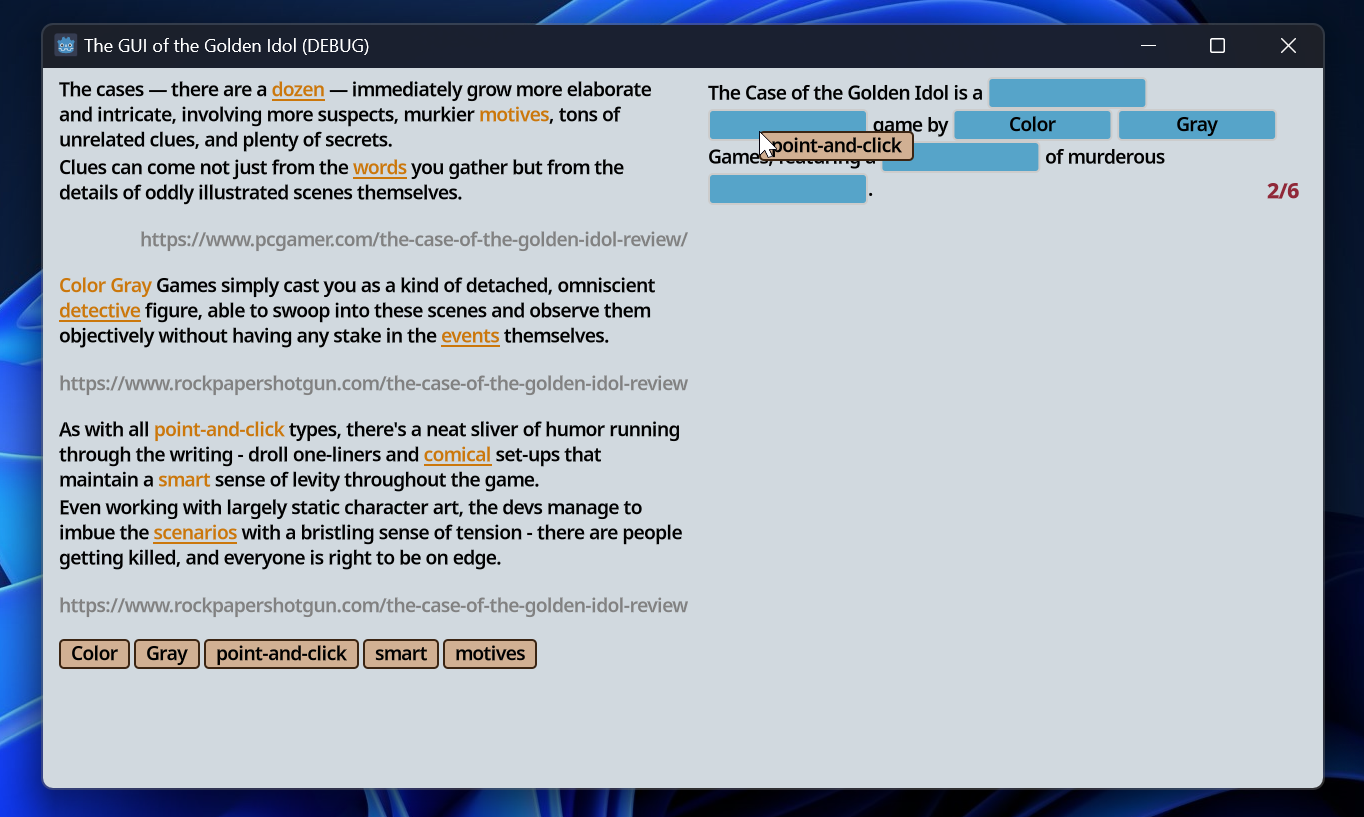 The GUI of the Golden Idol (DEBUG)
The cases — there are a dozen — immediately grow more elaborate
and intricate, involving more suspects, murkier motives, tons of
unrelated clues, and plenty of secrets.
Clues can come not just from the words you gather but from the
details of oddly illustrated scenes themselves.
https://www.pcgamer.com/the-case-of-the-golden-idol-review/
Color Gray Games simply cast you as a kind of detached, omniscient
detective figure, able to swoop into these scenes and observe them
objectively without having any stake in the events themselves.
https://www.rockpapershotgun.com/the-case-of-the-golden-idol-review
As with all point-and-click types, there's a neat sliver of humor running
through the writing - droll one-liners and comical set-ups that
maintain a smart sense of levity throughout the game.
Even working with largely static character art, the devs manage to
imbue the scenarios with a bristling sense of tension - there are people
getting killed, and everyone is right to be on edge.
https://www.rockpapershotgun.com/the-case-of-the-golden-idol-review
Color Gray point-and-click smart motives
The Case of the Golden Idol is a
game by Color Gray
point-and-click
Games, featuring a of murderous
.
2/6